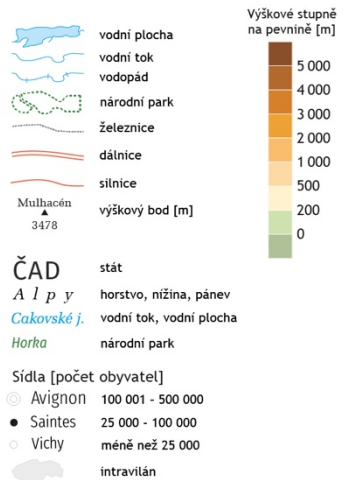 Výškové stupně
na pevnině [m]
vodní plocha
vodní tok
vodopád
národní park
železnice
dálnice
silnice
Mulhacén
3478
výškový bod [m]
5 000
4 000
3 000
2 000
1 000
500
200
0
ČAD stát
Alpy horstvo, nížina, pánev
Cakovské j. vodní tok, vodní plocha
Horka národní park
Sídla [počet obyvatel]
Avignon 100 001 - 500 000
Saintes 25 000 - 100 000
Vichy méně než 25 000
intravilán